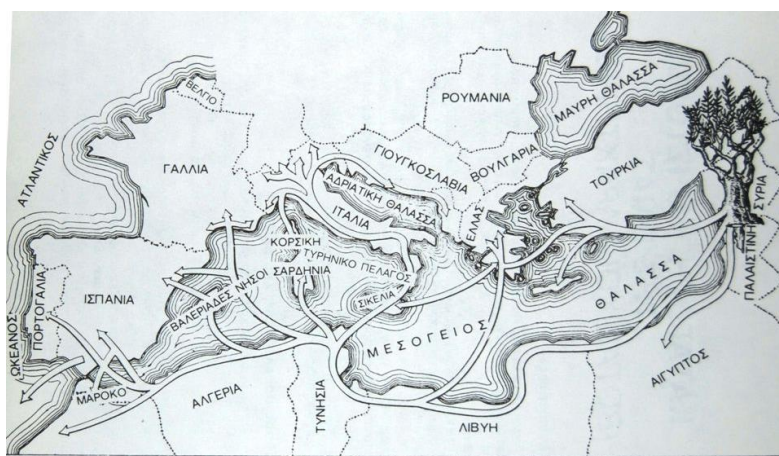 ΒΕΛΓΙΟ
ΑΤΛΑΝΤΙΚΟΣ
ΩΚΕΑΝΟΣ
ΓΑΛΛΙΑ
ΡΟΥΜΑΝΙΑ
ΜΑΥΡΗ ΘΑΛΑΣΣΑ
ΓΙΟΥΓΚΟΣΛΑΒΙΑ
ΒΟΥΛΓΑΡΙΑ
ΑΔΡΙΑΤΙΚΗ ΘΑΛΑΣΣΑ
ΙΤΑΛΙΑ
ΕΛΛΑΣ
ΤΟΥΡΚΙΑ
ΣΥΡΙΑ
ΠΑΛΑΙΣΤΙΝΗ
ΚΟΡΣΙΚΗ
ΤΥΡΗΝΙΚΟ ΠΕΛΑΓΟΣ
ΣΑΡΔΗΝΙΑ
ΒΑΛΕΡΙΑΔΕΣ ΝΗΣΟΙ
ΣΙΚΕΛΙΑ
ΙΣΠΑΝΙΑ
ΠΟΡΤΟΓΑΛΙΑ
ΜΕΣΟΓΕΙΟΣ ΘΑΛΑΣΣΑ
ΜΑΡΟΚΟ
ΑΛΓΕΡΙΑ
ΤΥΝΗΣΙΑ
ΛΙΒΥΗ
ΑΙΓΥΠΤΟΣ